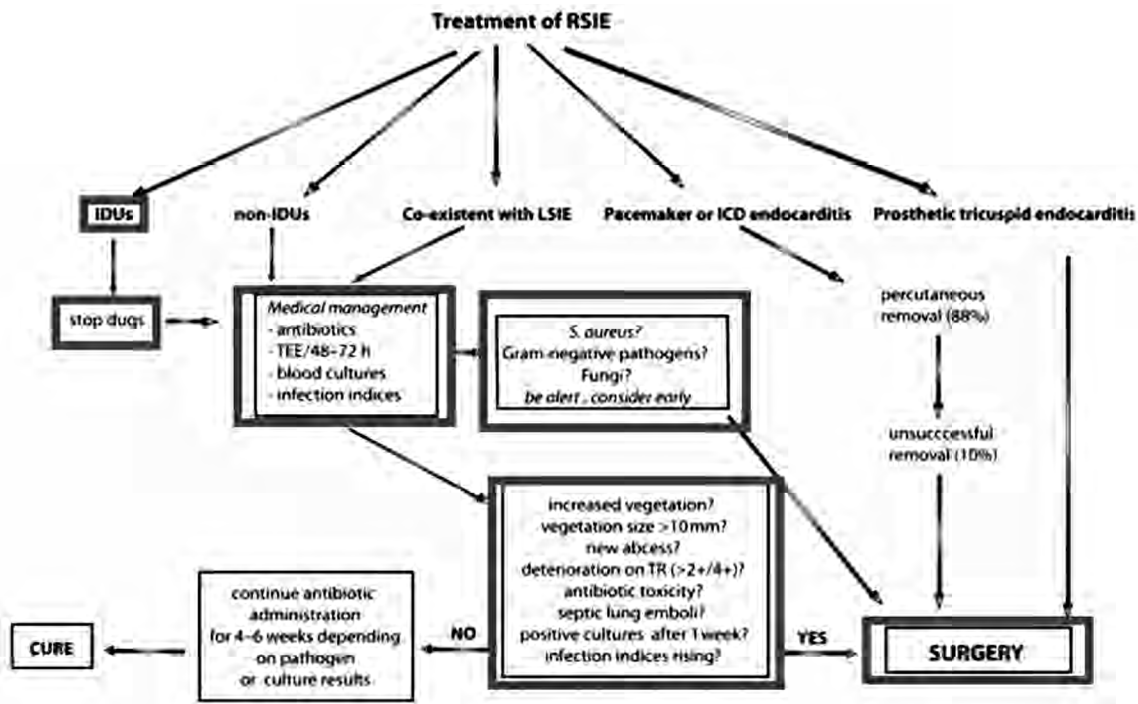 Treatment of RSIE
IDUs
non-IDUs
Co-existent with LSIE
Pacemaker or ICD endocarditis
Prosthetic tricuspid endocarditis
stop dugs
Medical management
- antibiotics
- TEE/48-72 h
- blood cultures
- infection indices
S. aureus?
Gram-negative pathogens?
Fungi?
be alert, consider early
percutaneous
removal (88%)
unsucccessful
removal (10%)
increased vegetation?
vegetation size >10mm?
new abcess?
deterioration on TR (>2+/4+)?
antibiotic toxicity?
septic lung emboli?
positive cultures after 1 week?
infection indices rising?
NO
YES
continue antibiotic
administration
for 4-6 weeks depending
on pathogen
or culture results
CURE
SURGERY